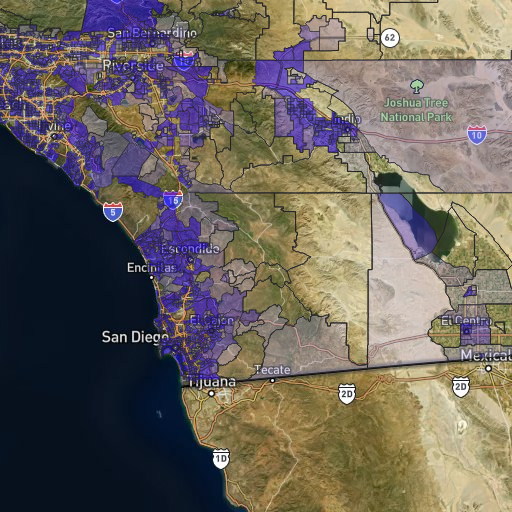 San Bernardino
62
Riverside
15
Joshua Tree
National Park
Indio
10
15
5
Escondido
Encinitas
El Cajon
El Centro
San Diego
Mexicali
Tecate
Tijuana
2D
2D
1D